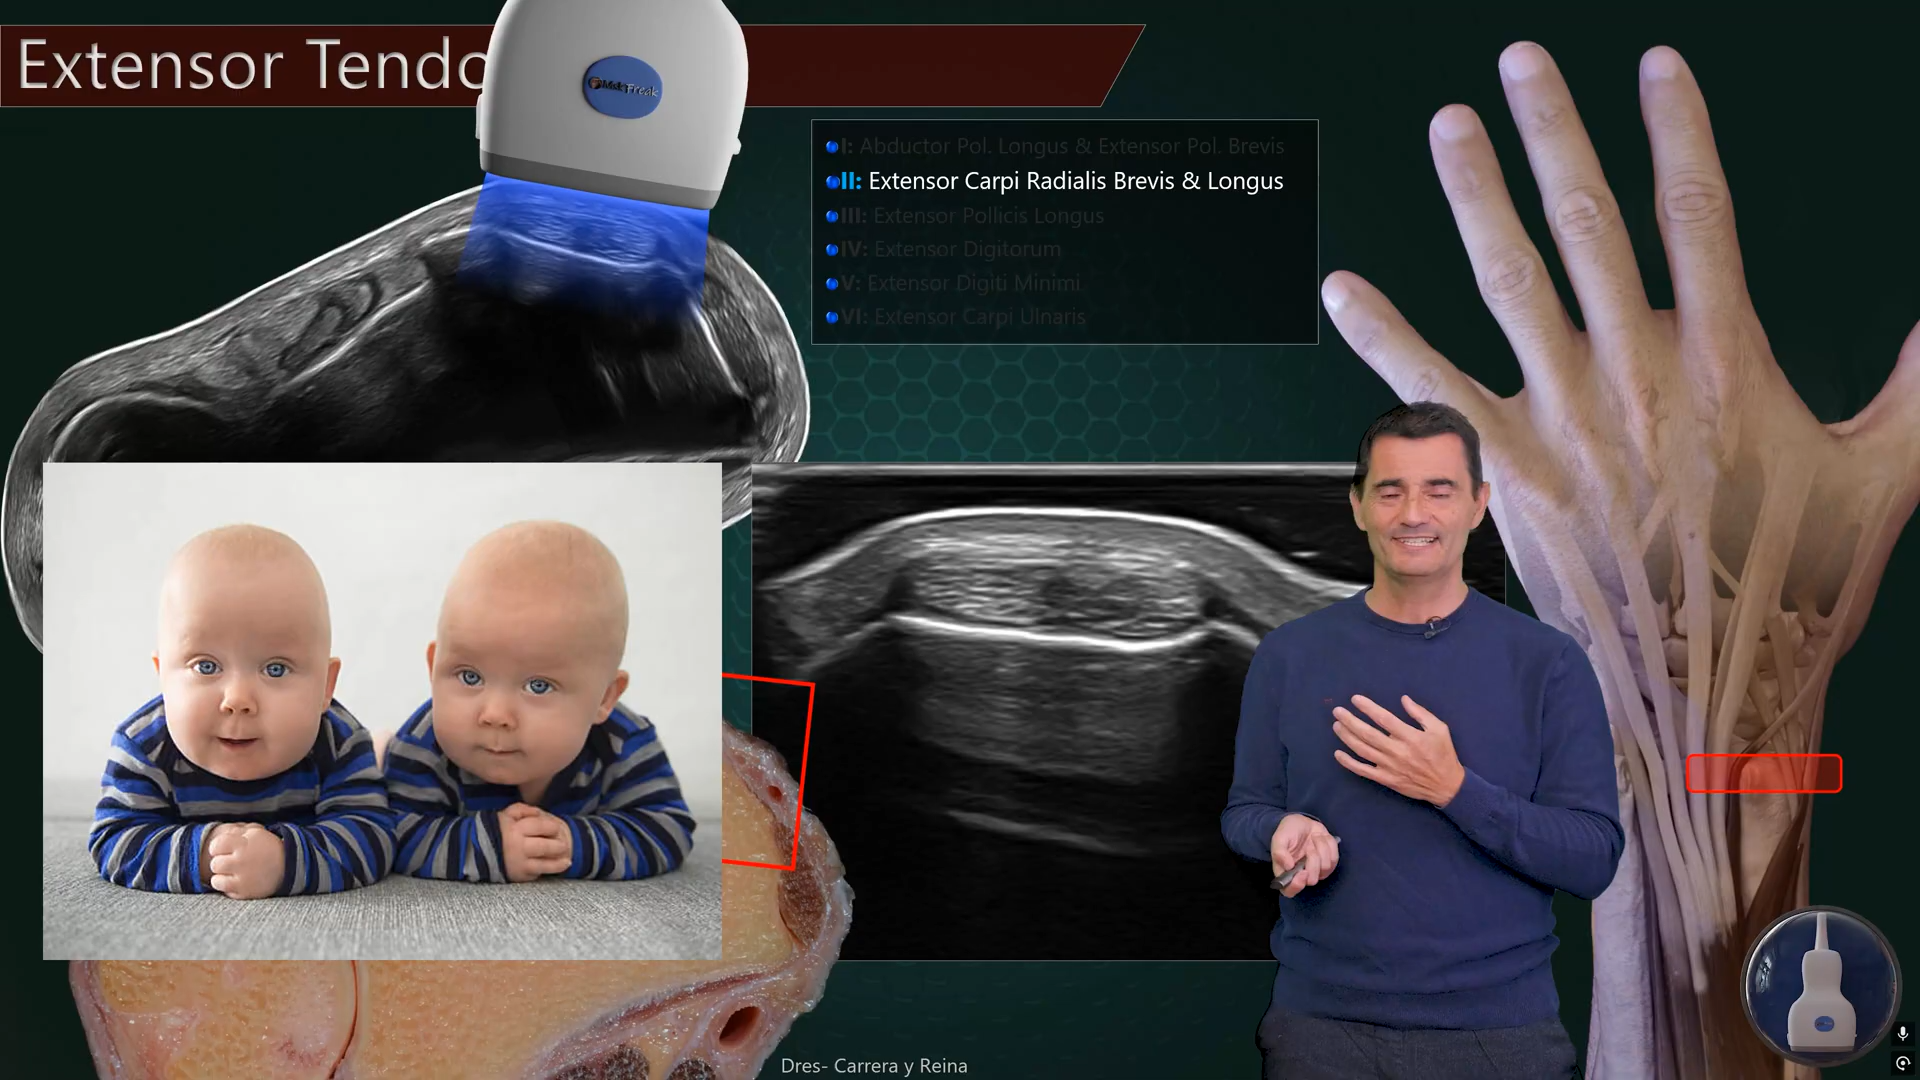 Extensor Tendo
MskFreak
I: Abductor Pol. Longus & Extensor Pol. Brevis
II: Extensor Carpi Radialis Brevis & Longus
III: Extensor Pollicis Longus
IV: Extensor Digitorum
V: Extensor Digiti Minimi
VI: Extensor Carpi Ulnaris
Dres- Carrera y Reina